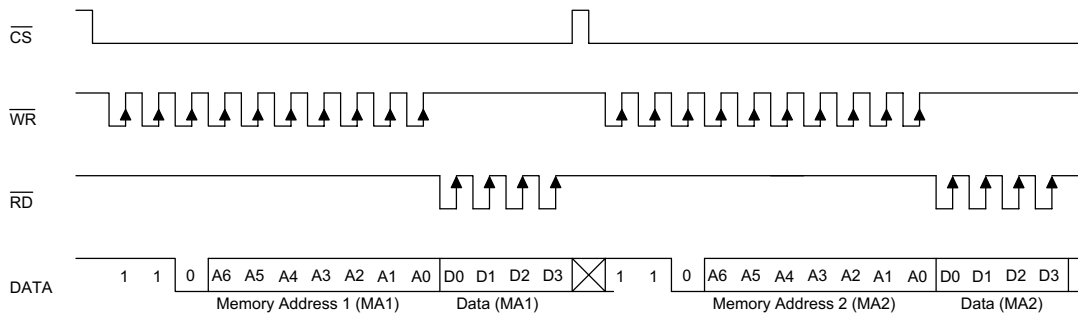 CS
WR
RD
DATA 1 1 0 A6 A5 A4 A3 A2 A1 A0 D0 D1 D2 D3 1 1 0 A6 A5 A4 A3 A2 A1 A0 D0 D1 D2 D3
Memory Address 1 (MA1) Data (MA1) Memory Address 2 (MA2) Data (MA2)